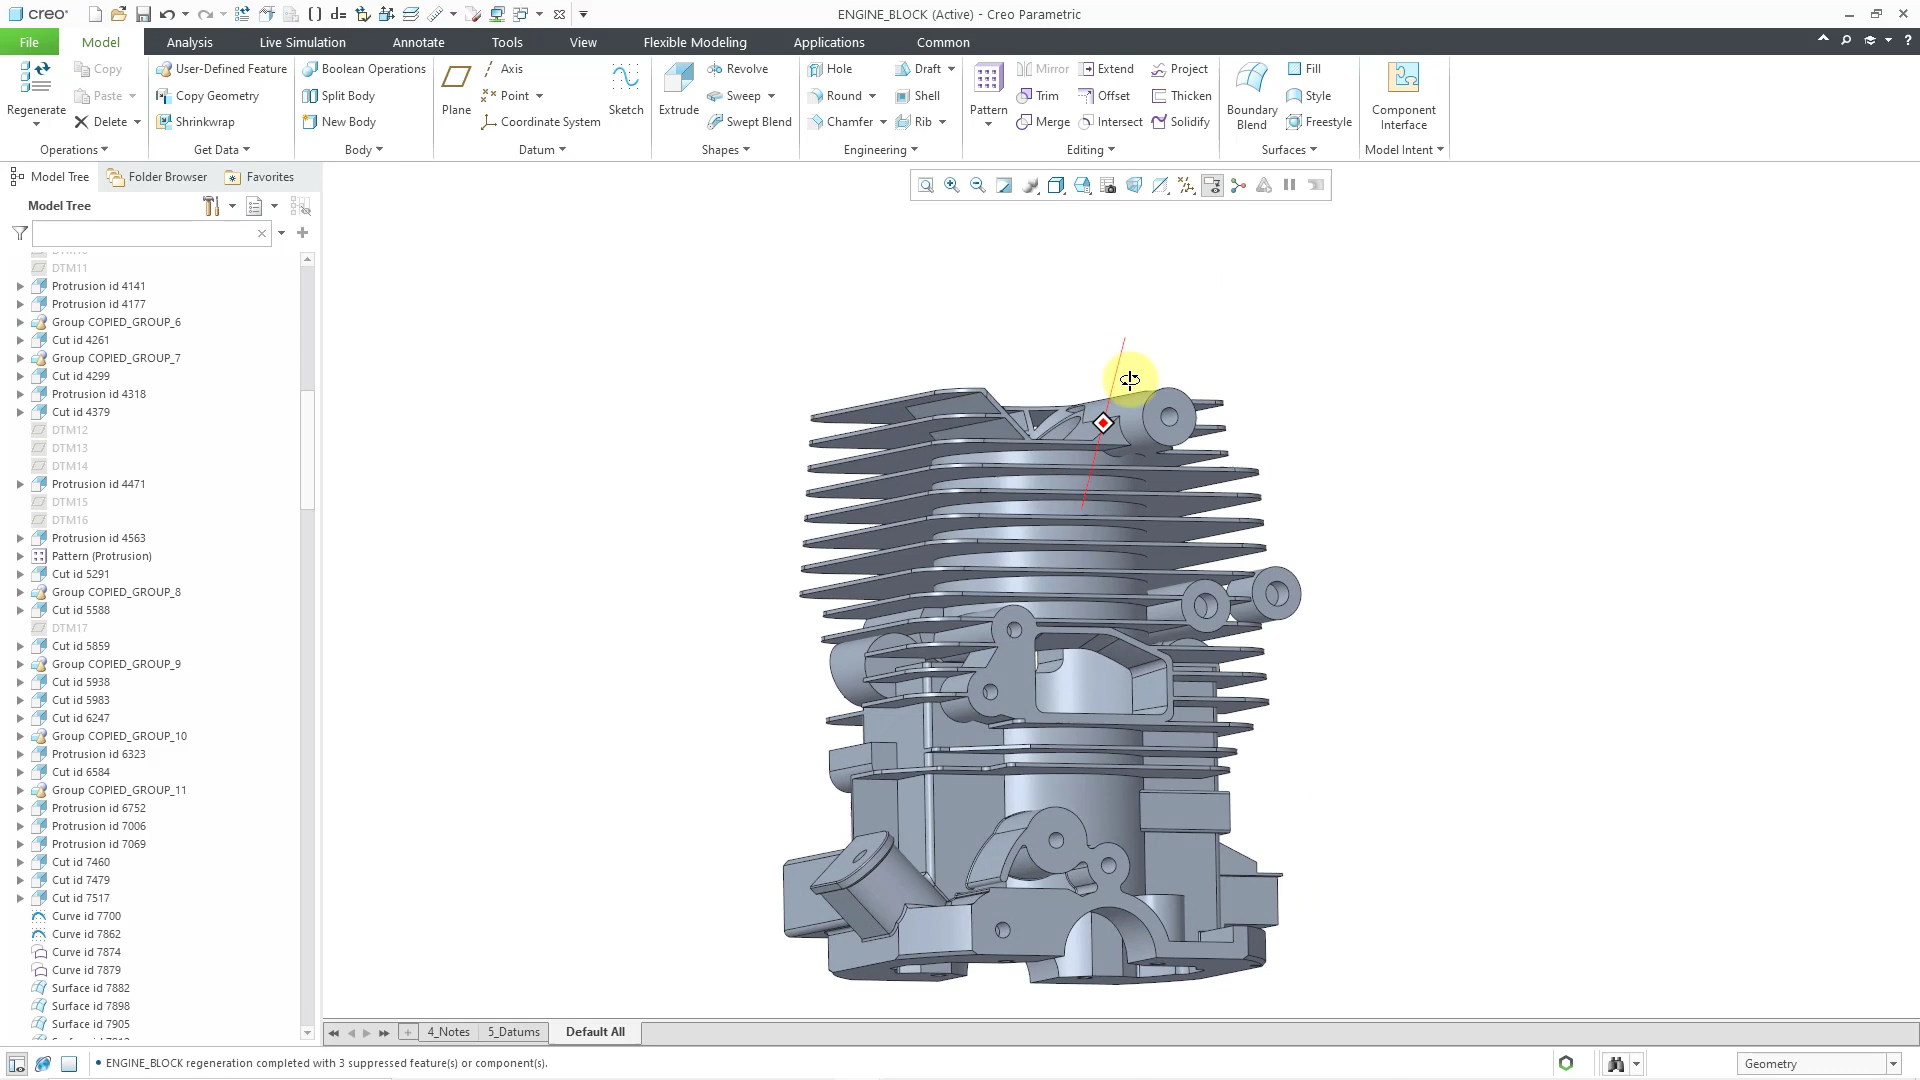 creo
ENGINE_BLOCK (Active) - Creo Parametric
File Model Analysis Live Simulation Annotate Tools View Flexible Modeling Applications Common
Regenerate
Copy
Paste
Delete
Operations
User-Defined Feature
Copy Geometry
Shrinkwrap
Get Data
Boolean Operations
Split Body
New Body
Body
Plane
Axis
Point
Coordinate System
Sketch
Datum
Extrude
Revolve
Sweep
Swept Blend
Shapes
Hole
Round
Chamfer
Draft
Shell
Rib
Engineering
Pattern
Mirror
Trim
Merge
Extend
Offset
Intersect
Project
Thicken
Solidify
Editing
Boundary
Blend
Fill
Style
Freestyle
Surfaces
Component
Interface
Model Intent
Model Tree Folder Browser Favorites
Model Tree
DTM11
Protrusion id 4141
Protrusion id 4177
Group COPIED_GROUP_6
Cut id 4261
Group COPIED_GROUP_7
Cut id 4299
Protrusion id 4318
Cut id 4379
DTM12
DTM13
DTM14
Protrusion id 4471
DTM15
DTM16
Protrusion id 4563
Pattern (Protrusion)
Cut id 5291
Group COPIED_GROUP_8
Cut id 5588
DTM17
Cut id 5859
Group COPIED_GROUP_9
Cut id 5938
Cut id 5983
Cut id 6247
Group COPIED_GROUP_10
Protrusion id 6323
Cut id 6584
Group COPIED_GROUP_11
Protrusion id 6752
Protrusion id 7006
Protrusion id 7069
Cut id 7460
Cut id 7479
Cut id 7517
Curve id 7700
Curve id 7862
Curve id 7874
Curve id 7879
Surface id 7882
Surface id 7898
Surface id 7905
4_Notes 5_Datums Default All
• ENGINE_BLOCK regeneration completed with 3 suppressed feature(s) or component(s).
Geometry